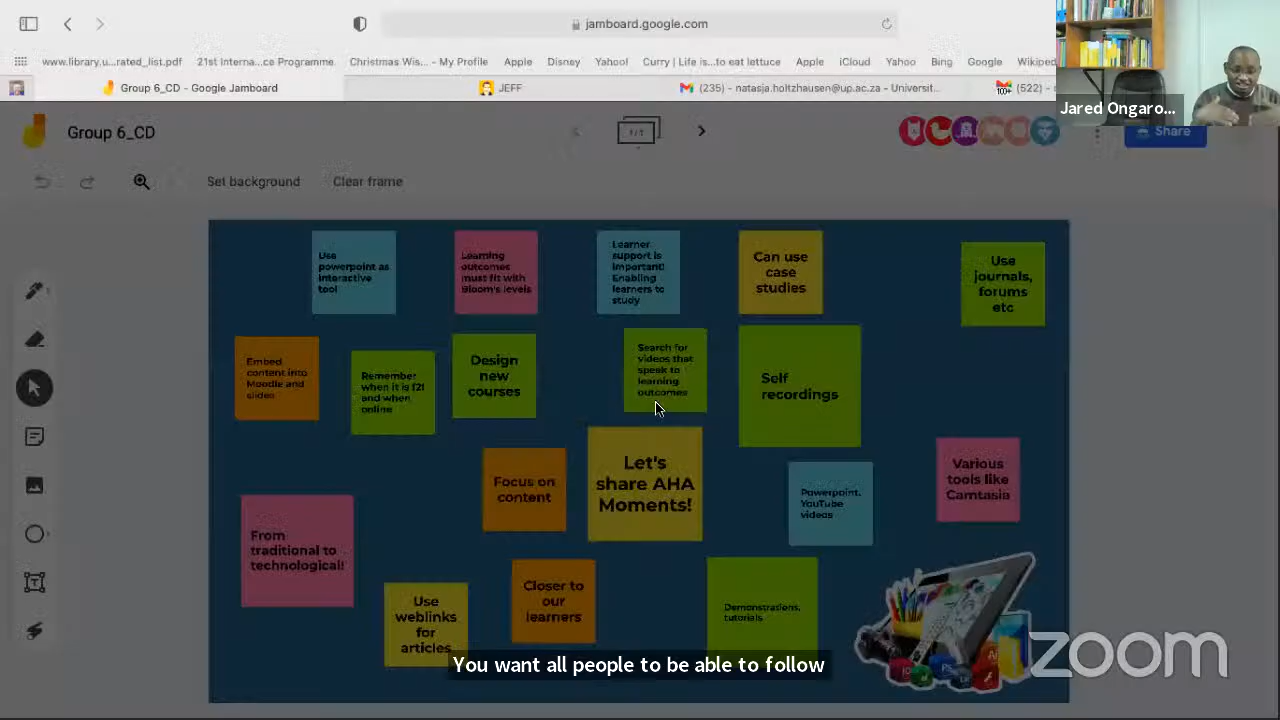 jamboard.google.com
www.library.u...rated_list.pdf
21st Interna...ce Programme
Christmas Wis... - My Profile
Apple
Disney
Yahoo!
Curry | Life is...to eat lettuce
Apple
iCloud
Yahoo
Bing
Google
Wikiped
Group 6_CD - Google Jamboard
JEFF
(235) - natasja.holtzhausen@up.ac.za - Universit...
100+
(522) -
Jared Ongaro...
Group 6_CD
1/1
Share
Set background
Clear frame
Use
powerpoint as
interactive
tool
Learning
outcomes
must fit with
Bloom's levels
Learner
support is
important!
Enabling
learners to
study
Can use
case
studies
Use
journals,
forums
etc
Embed
content into
Moodle and
slides
Remember
when it is f2f
and when
online
Design
new
courses
Search for
videos that
speak to
learning
outcomes
Self
recordings
Focus on
content
Let's
share AHA
Moments!
Powerpoint,
YouTube
videos
Various
tools like
Camtasia
From
traditional to
technological!
Use
weblinks
for
articles
Closer to
our
learners
Demonstrations,
tutorials
You want all people to be able to follow
zoom